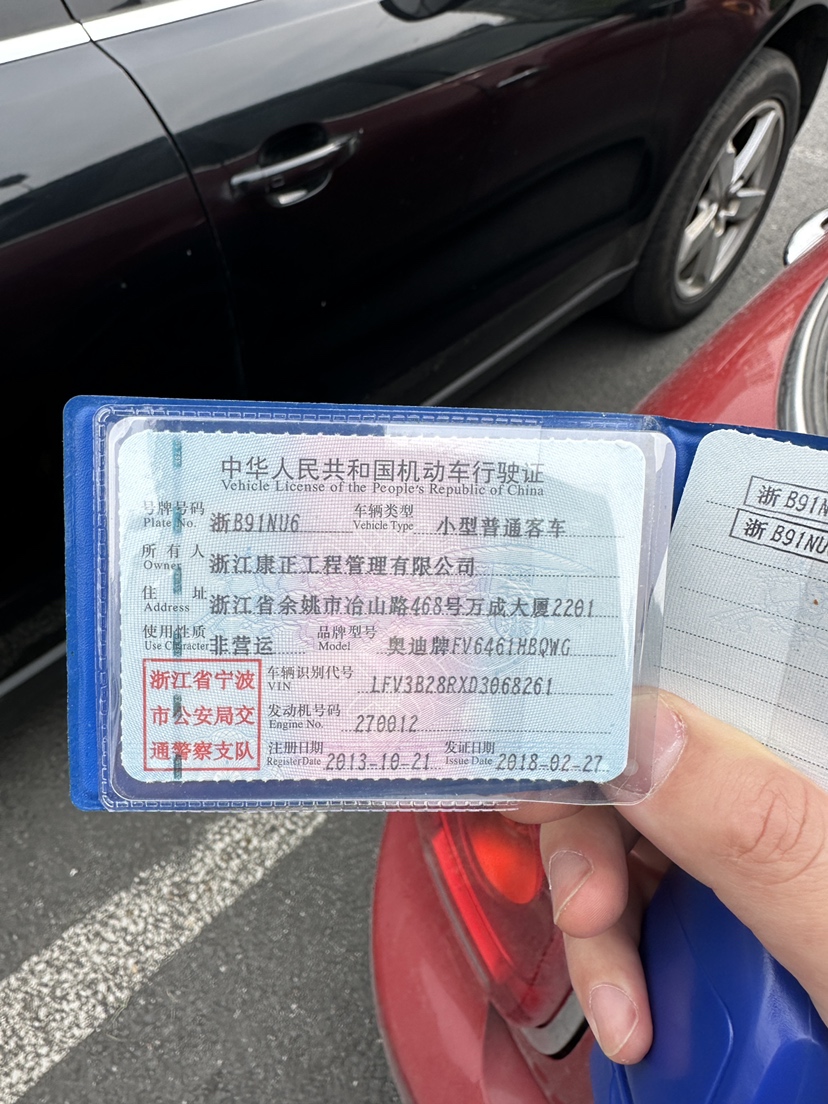 中华人民共和国机动车行驶证
Vehicle License of the People's Republic of China
号牌号码 浙B91NU6 车辆类型 小型普通客车
Plate No. Vehicle Type
所有人 浙江康正工程管理有限公司
Owner
住址 浙江省余姚市冶山路468号万成大厦2201
Address
使用性质 非营运 品牌型号 奥迪牌FV6461HBQWG
Use Character Model
浙江省宁波
市公安局交
通警察支队
车辆识别代号 LFV3B28RXD3068261
VIN
发动机号码 270012
Engine No.
注册日期 2013-10-21 发证日期 2018-02-27
Register Date Issue Date
浙B91N
浙B91NU